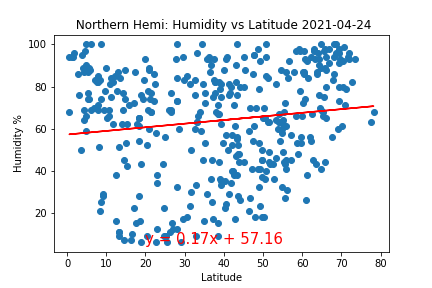 Northern Hemi: Humidity vs Latitude 2021-04-24
100
80
60
40
20
Humidity %
y = 0.17x + 57.16
0 10 20 30 40 50 60 70 80
Latitude